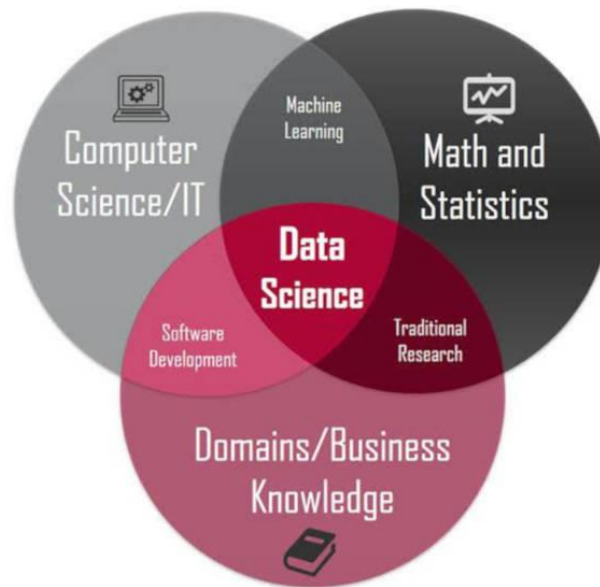 Machine
Learning
Computer
Science/IT
Math and
Statistics
Data
Science
Software
Development
Traditional
Research
Domains/Business
Knowledge